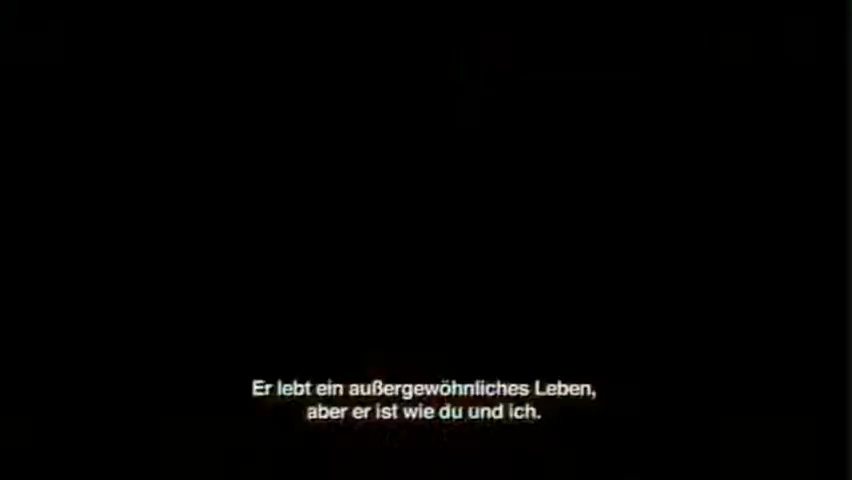 Er lebt ein außergewöhnliches Leben,
aber er ist wie du und ich.